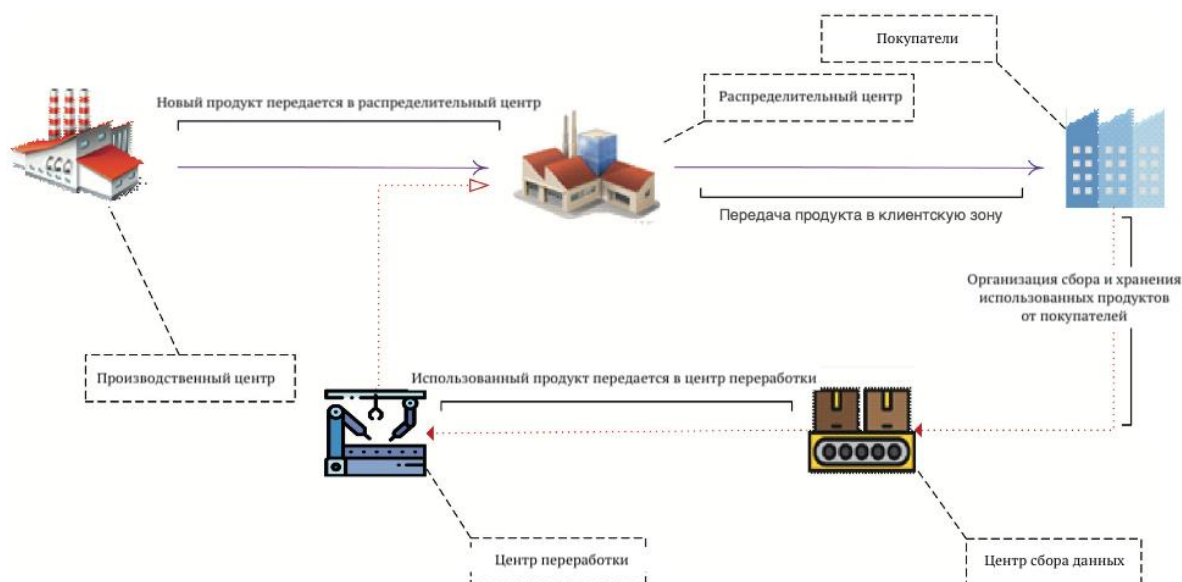 Покупатели
Распределительный центр
Новый продукт передается в распределительный центр
Передача продукта в клиентскую зону
Организация сбора и хранения
использованных продуктов
от покупателей
Производственный центр
Использованный продукт передается в центр переработки
Центр переработки
Центр сбора данных